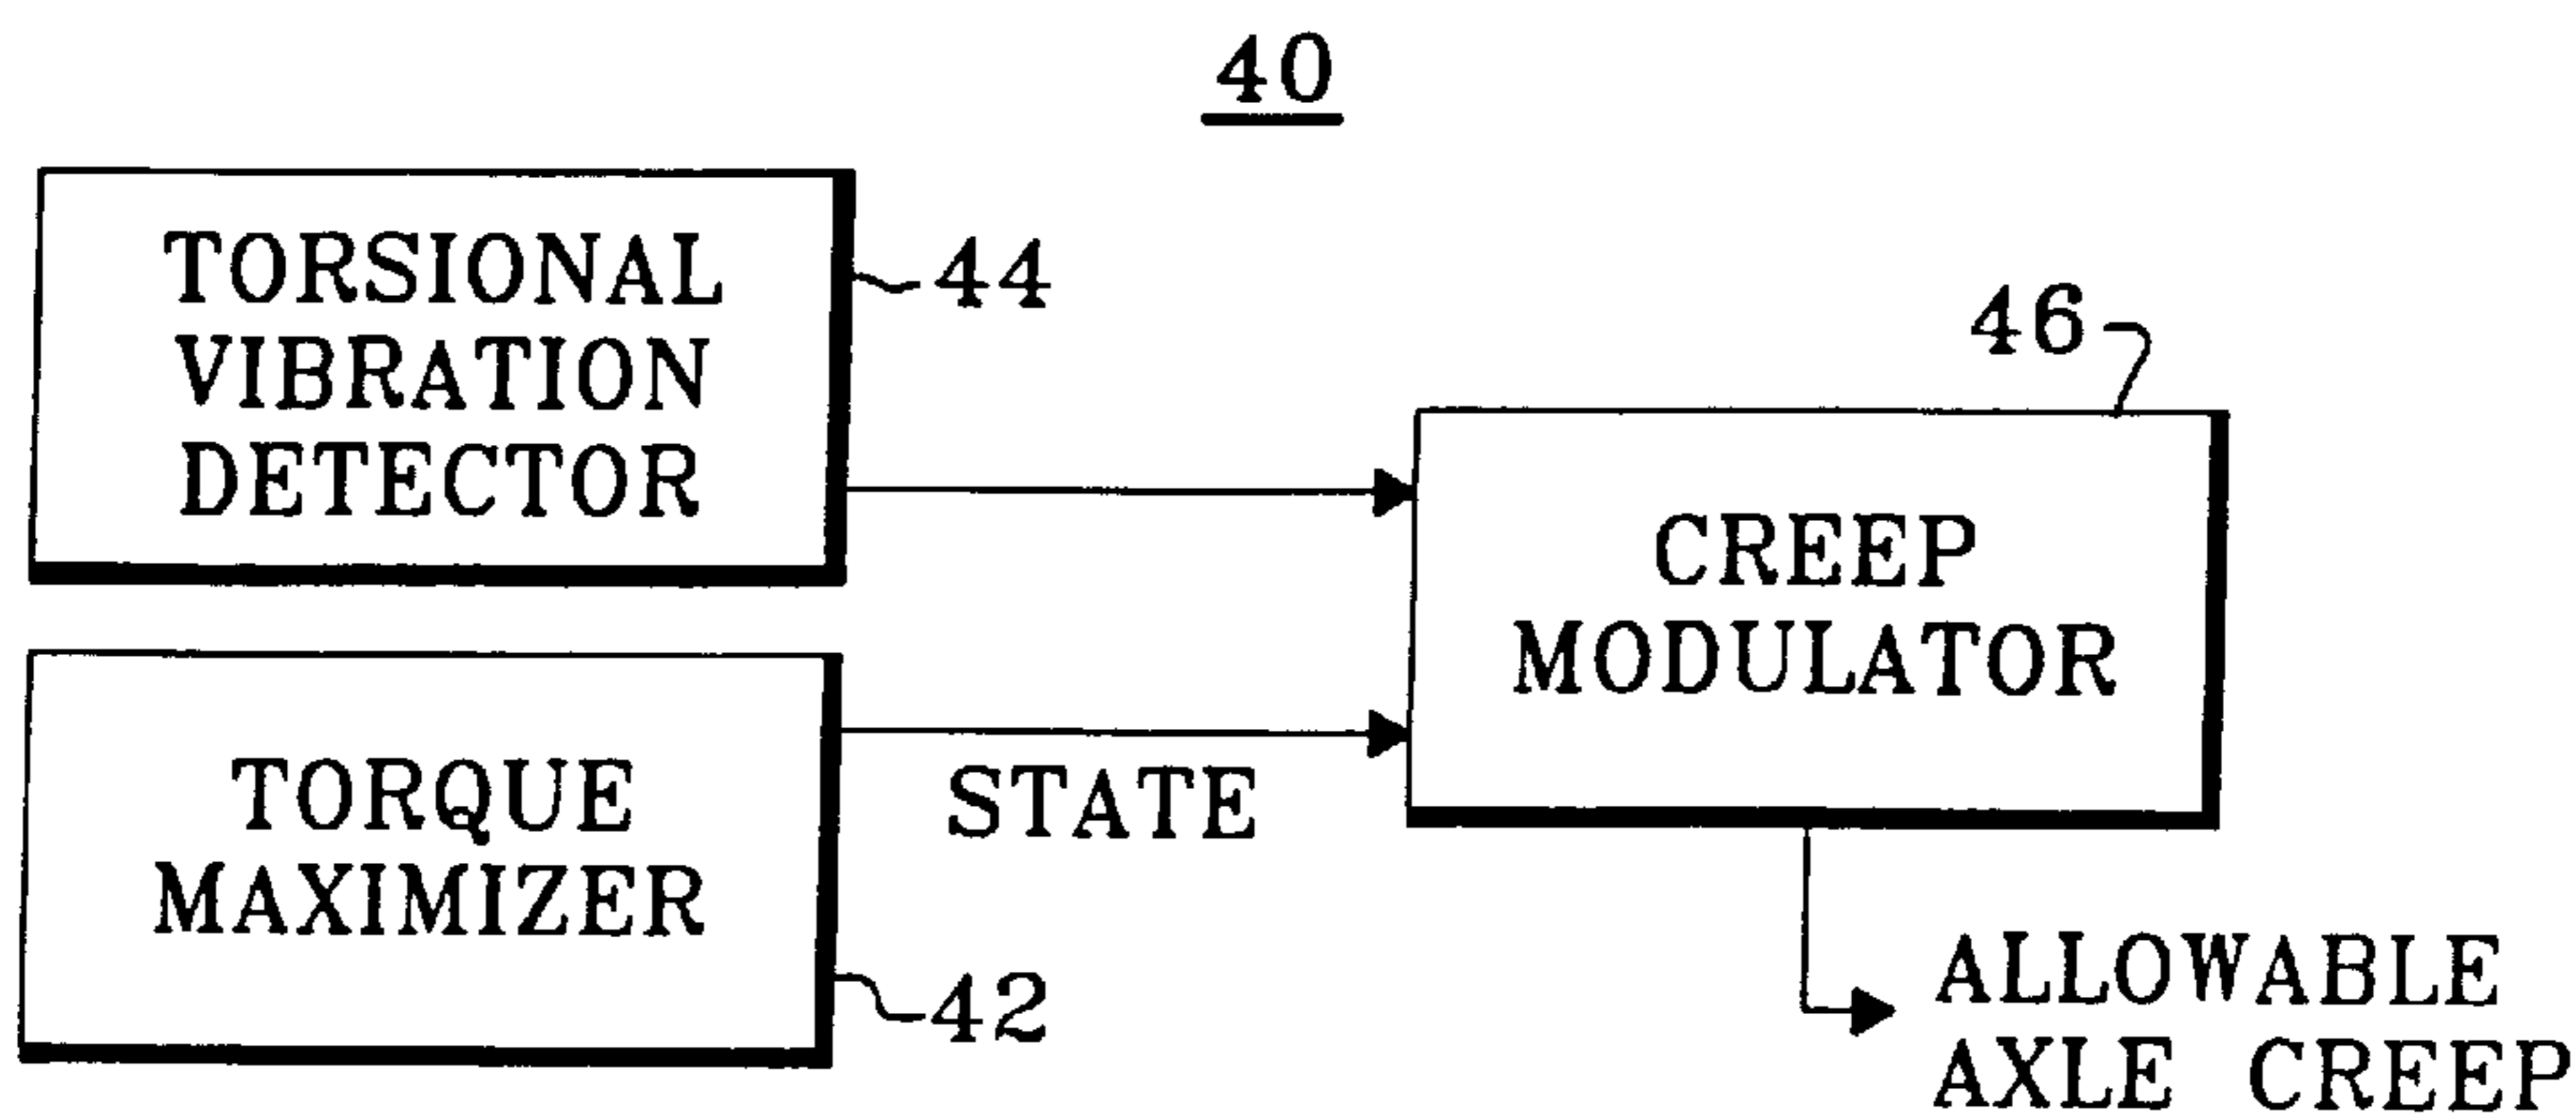 40
TORSIONAL
VIBRATION
DETECTOR
44
46
CREEP
MODULATOR
TORQUE
MAXIMIZER
STATE
42
ALLOWABLE
AXLE CREEP